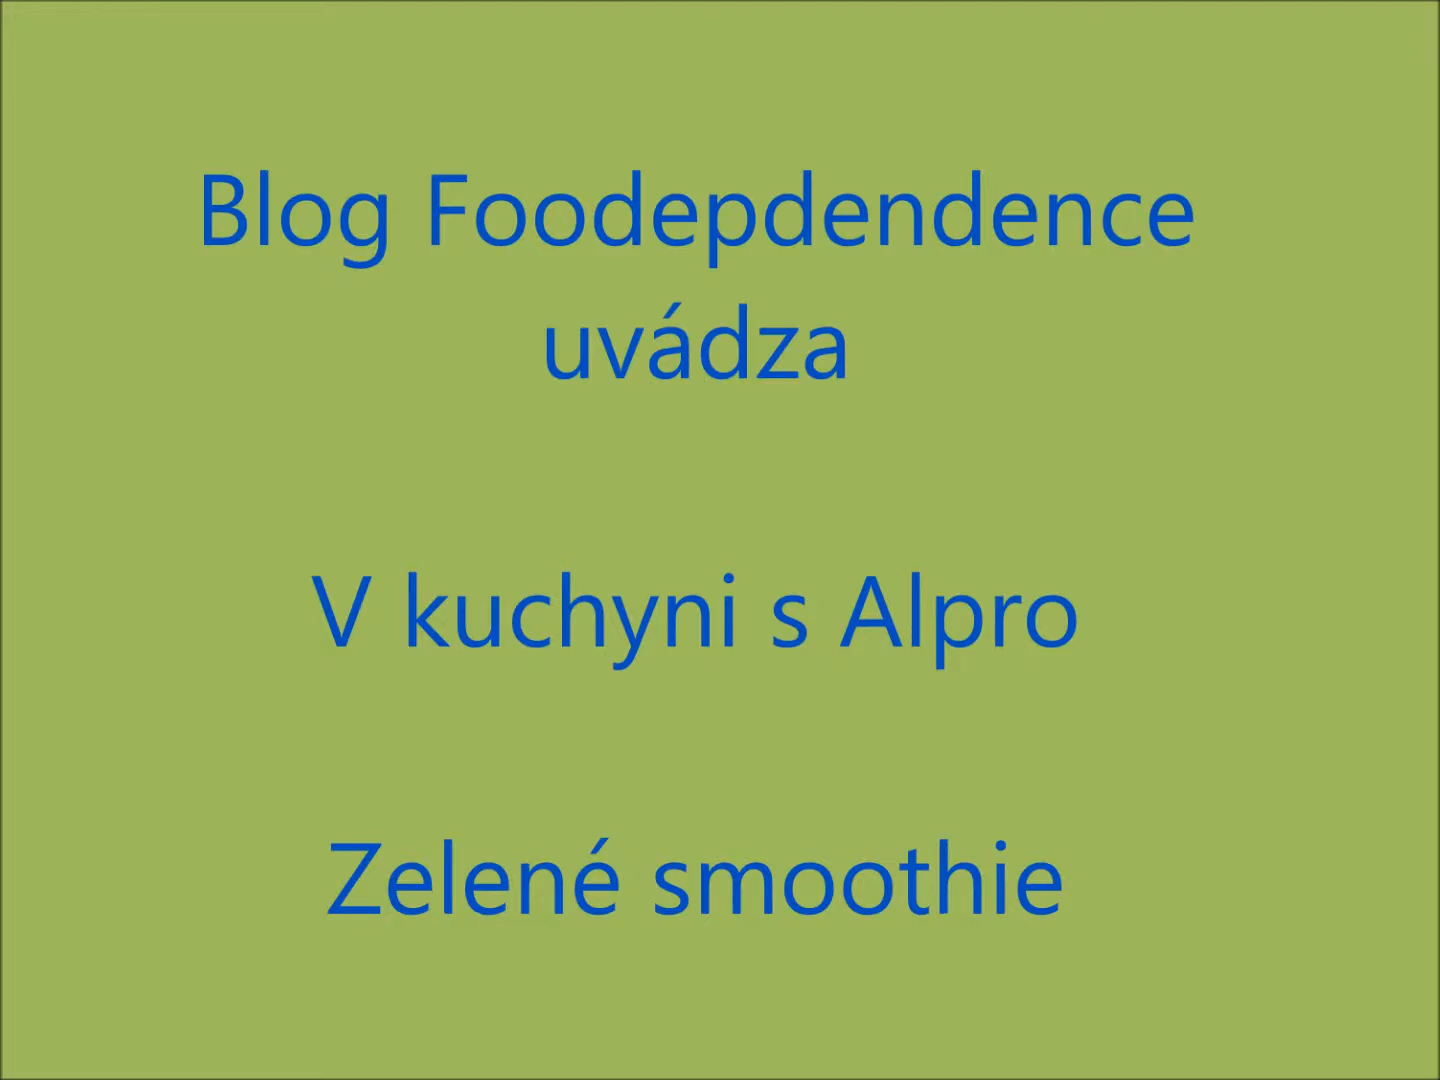 Blog Foodepdendence
uvádza
V kuchyni s Alpro
Zelené smoothie